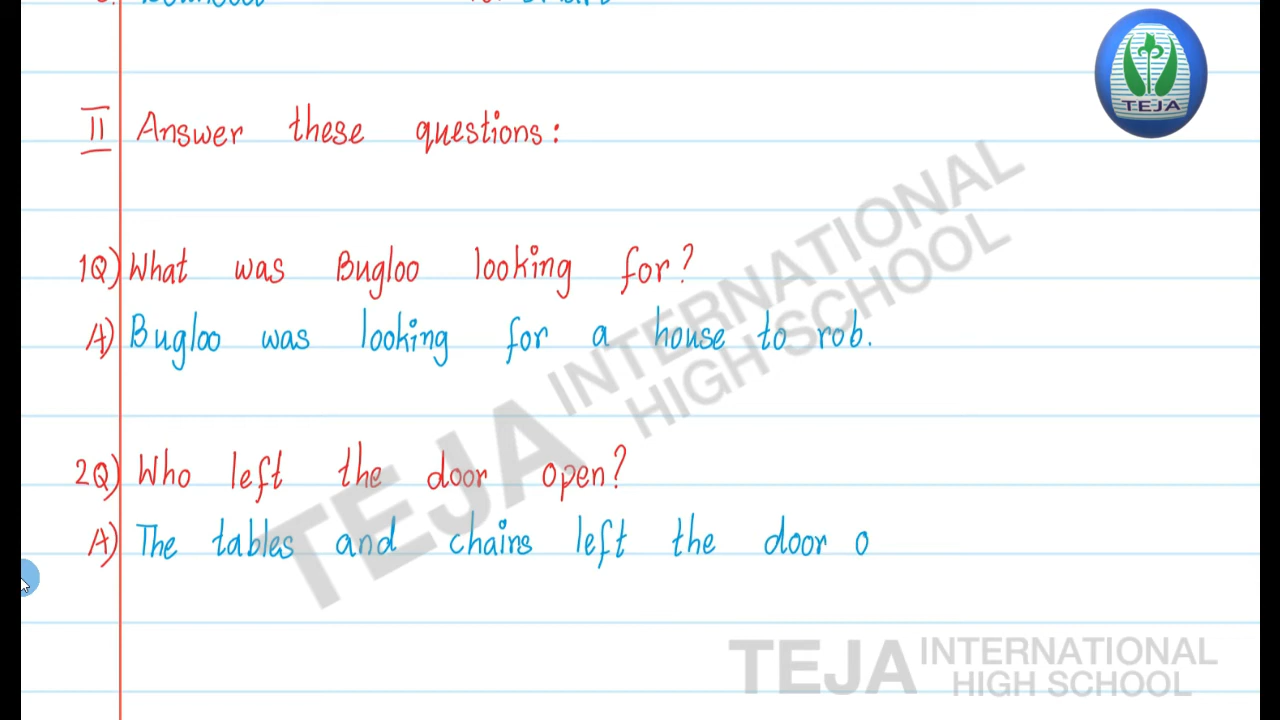 TEJA
II Answer these questions:
1Q) What was Bugloo looking for?
A) Bugloo was looking for a house to rob.
2Q) Who left the door open?
A) The tables and chairs left the door o
TEJA INTERNATIONAL HIGH SCHOOL
TEJA INTERNATIONAL HIGH SCHOOL